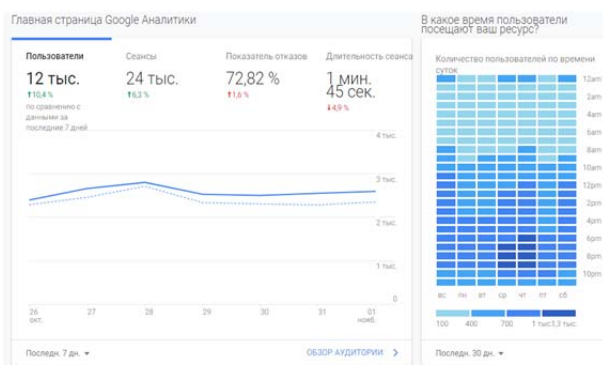 Главная страница Google Аналитики
Пользователи
12 тыс.
↑10,4 %
по сравнению с
данными за
последние 7 дней
Сеансы
24 тыс.
↑6,3 %
Показатель отказов
72,82 %
↑1,6 %
Длительность сеанса
1 мин.
45 сек.
↓4,9 %
4 тыс.
3 тыс.
2 тыс.
1 тыс.
0
26
окт.
27
28
29
30
31
01
нояб.
Последн. 7 дн.
ОБЗОР АУДИТОРИИ
В какое время пользователи
посещают ваш ресурс?
Количество пользователей по времени
суток
12am
2am
4am
6am
8am
10am
12pm
2pm
4pm
6pm
8pm
10pm
вс пн вт ср чт пт сб
100 400 700 1 тыс. 1,3 тыс.
Последн. 30 дн.